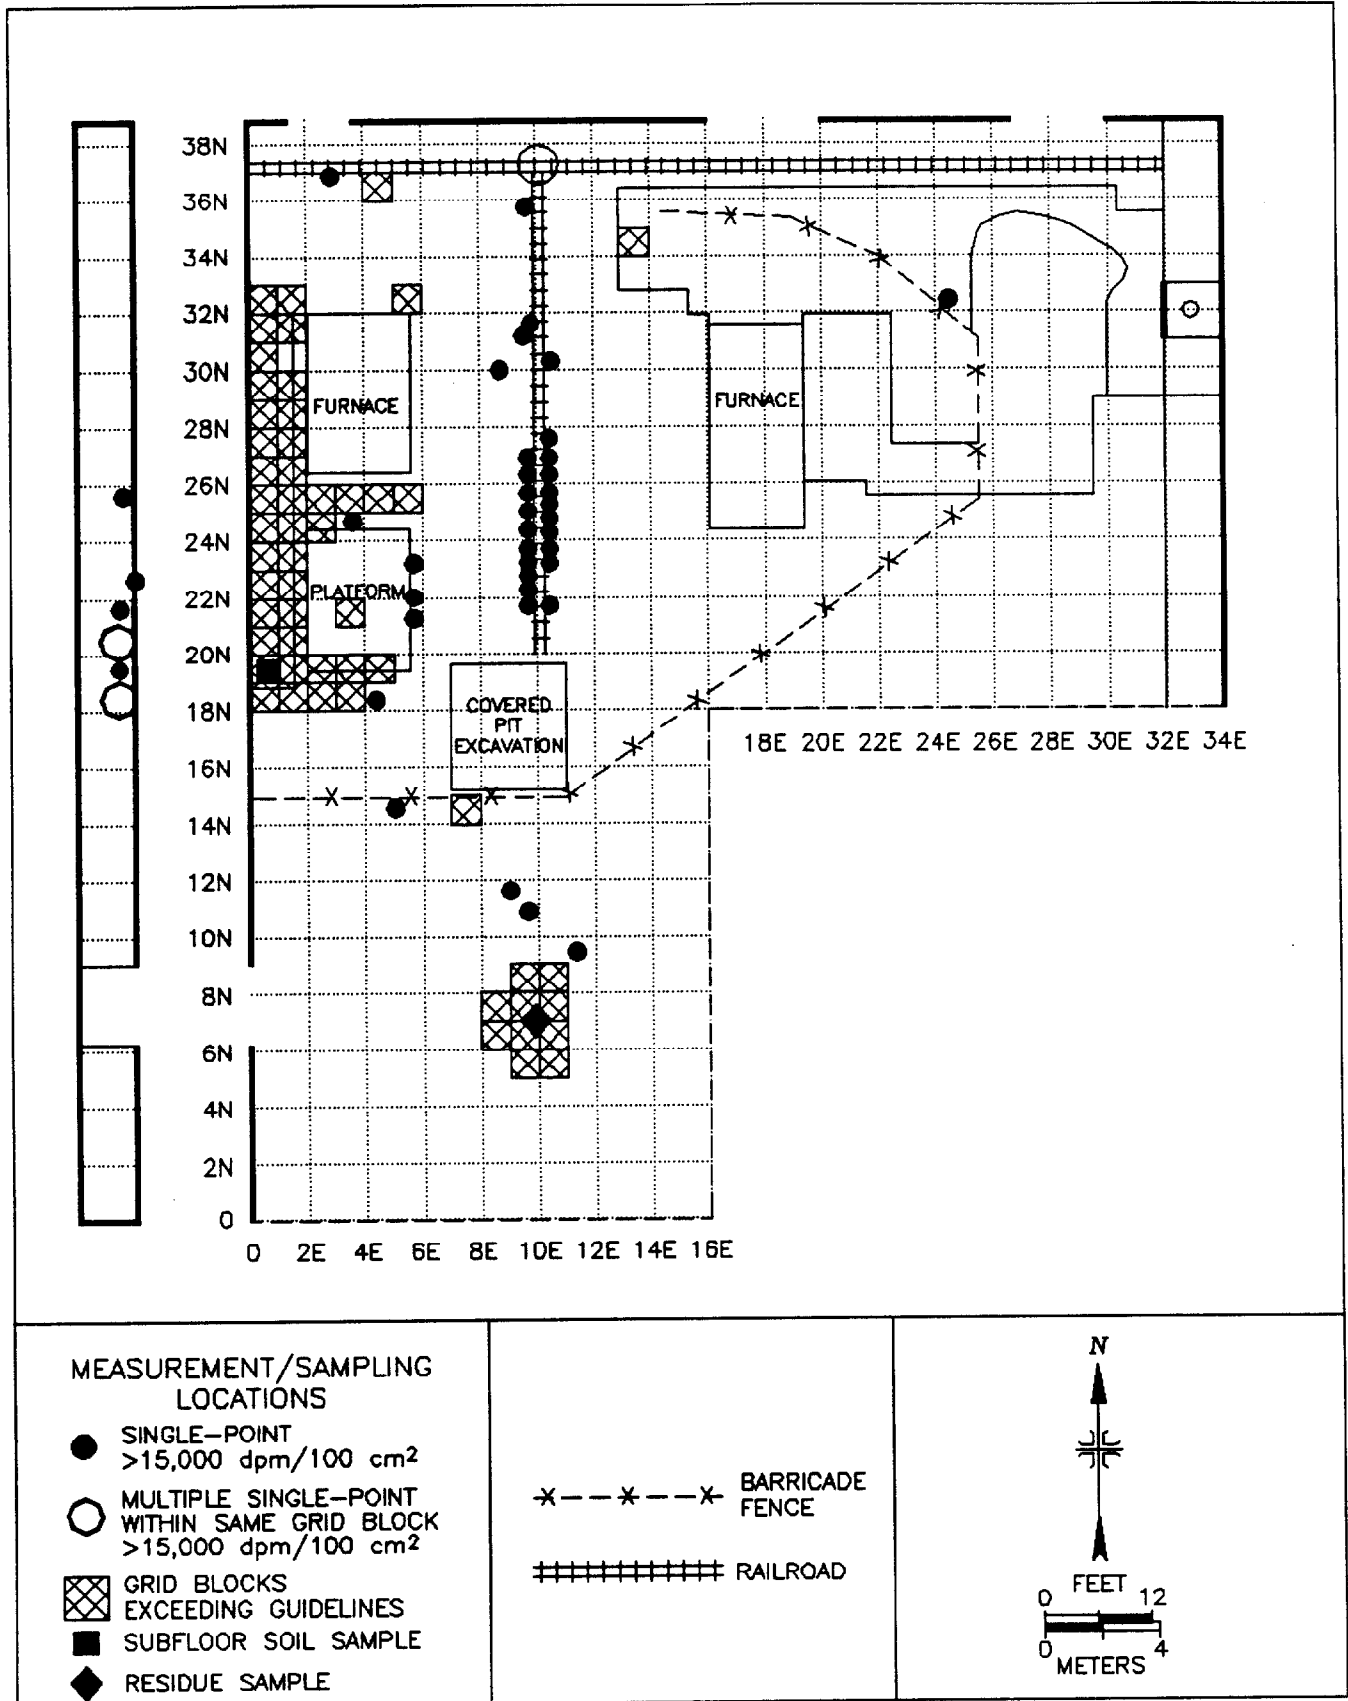 38N
36N
34N
32N
30N
28N
26N
24N
22N
20N
18N
16N
14N
12N
10N
8N
6N
4N
2N
0
0 2E 4E 6E 8E 10E 12E 14E 16E
18E 20E 22E 24E 26E 28E 30E 32E 34E
FURNACE
FURNACE
PLATFORM
COVERED
PIT
EXCAVATION
MEASUREMENT/SAMPLING
LOCATIONS
SINGLE-POINT
>15,000 dpm/100 cm²
MULTIPLE SINGLE-POINT
WITHIN SAME GRID BLOCK
>15,000 dpm/100 cm²
GRID BLOCKS
EXCEEDING GUIDELINES
SUBFLOOR SOIL SAMPLE
RESIDUE SAMPLE
BARRICADE
FENCE
RAILROAD
N
FEET
0 12
0 4
METERS